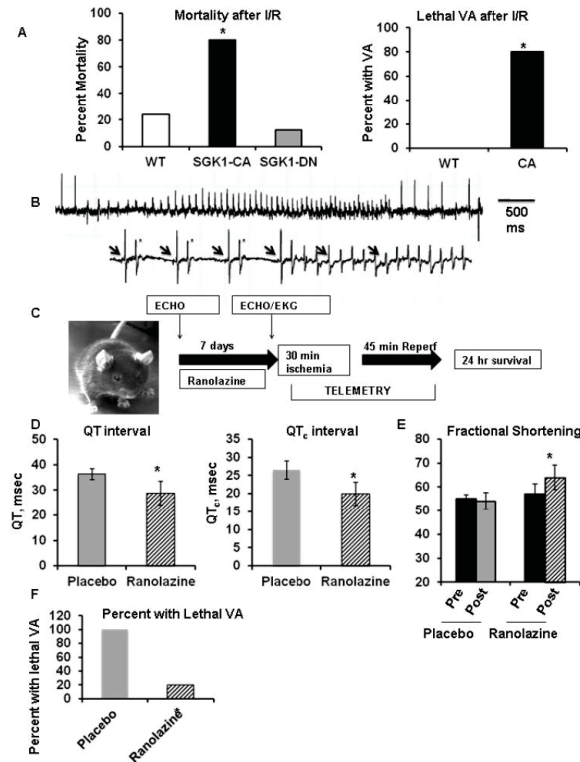 A
Mortality after I/R
Percent Mortality
100
80
60
40
20
0
*
WT
SGK1-CA
SGK1-DN
Lethal VA after I/R
Percent with VA
100
80
60
40
20
0
*
WT
CA
B
500
ms
C
ECHO
ECHO/EKG
7 days
Ranolazine
30 min
ischemia
45 min Reperf
TELEMETRY
24 hr survival
D
QT interval
QT, msec
50
40
30
20
10
0
*
Placebo
Ranolazine
QTc interval
QTc, msec
35
30
25
20
15
10
5
0
*
Placebo
Ranolazine
E
Fractional Shortening
80
70
60
50
40
30
20
*
Pre
Post
Pre
Post
Placebo
Ranolazine
F
Percent with Lethal VA
Percent with lethal VA
120
100
80
60
40
20
0
Placebo
Ranolazine*